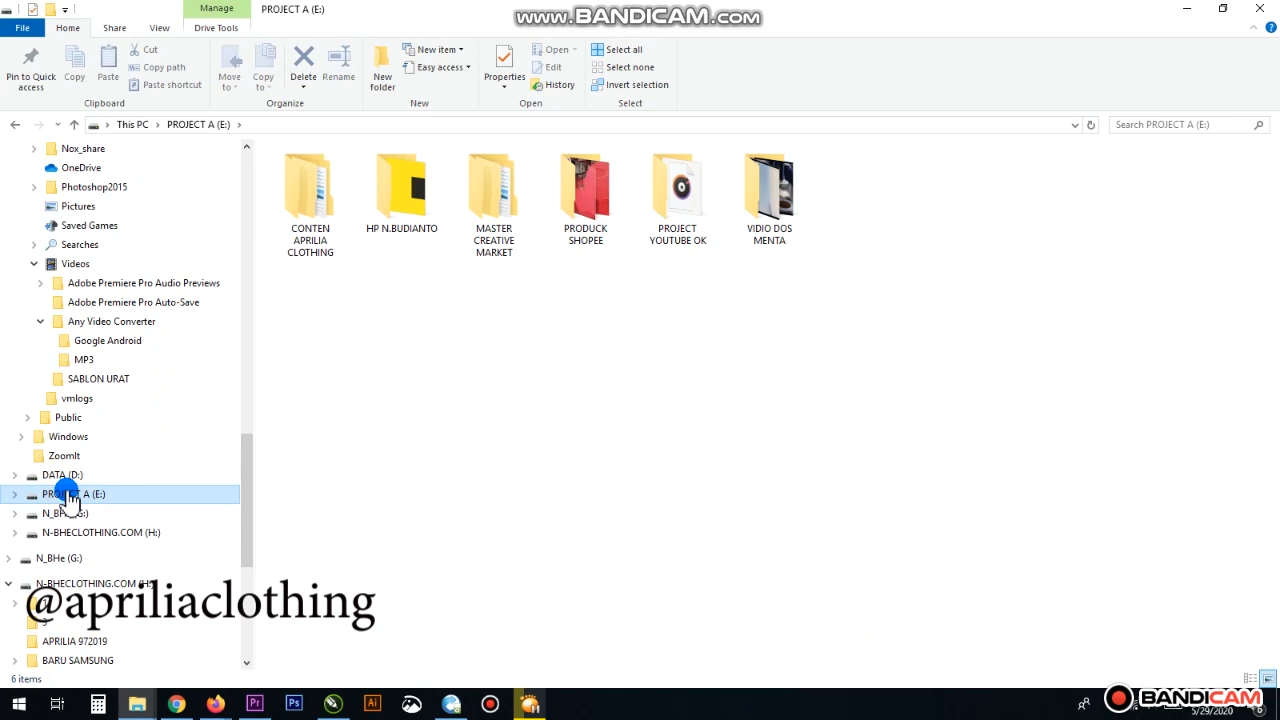 Manage
PROJECT A (E:)
www.BANDICAM.com
File
Home
Share
View
Drive Tools
Pin to Quick access
Copy
Paste
Cut
Copy path
Paste shortcut
Clipboard
Move to
Copy to
Delete
Rename
Organize
New folder
New item
Easy access
New
Properties
Open
Edit
History
Open
Select all
Select none
Invert selection
Select
This PC
PROJECT A (E:)
Search PROJECT A (E:)
Nox_share
OneDrive
Photoshop2015
Pictures
Saved Games
Searches
Videos
Adobe Premiere Pro Audio Previews
Adobe Premiere Pro Auto-Save
Any Video Converter
Google Android
MP3
SABLON URAT
vmlogs
Public
Windows
ZoomIt
DATA (D:)
PROJECT A (E:)
N-BHECLOTHING.COM (H:)
N_BHe (G:)
N-BHECLOTHING.COM
@apriliaclothing
APRILIA 972019
BARU SAMSUNG
CONTEN
APRILIA
CLOTHING
HP N.BUDIANTO
MASTER
CREATIVE
MARKET
PRODUCK
SHOPEE
PROJECT
YOUTUBE OK
VIDIO DOS
MENTA
6 items
Pr
Ps
Ai
BANDICAM
5/29/2020